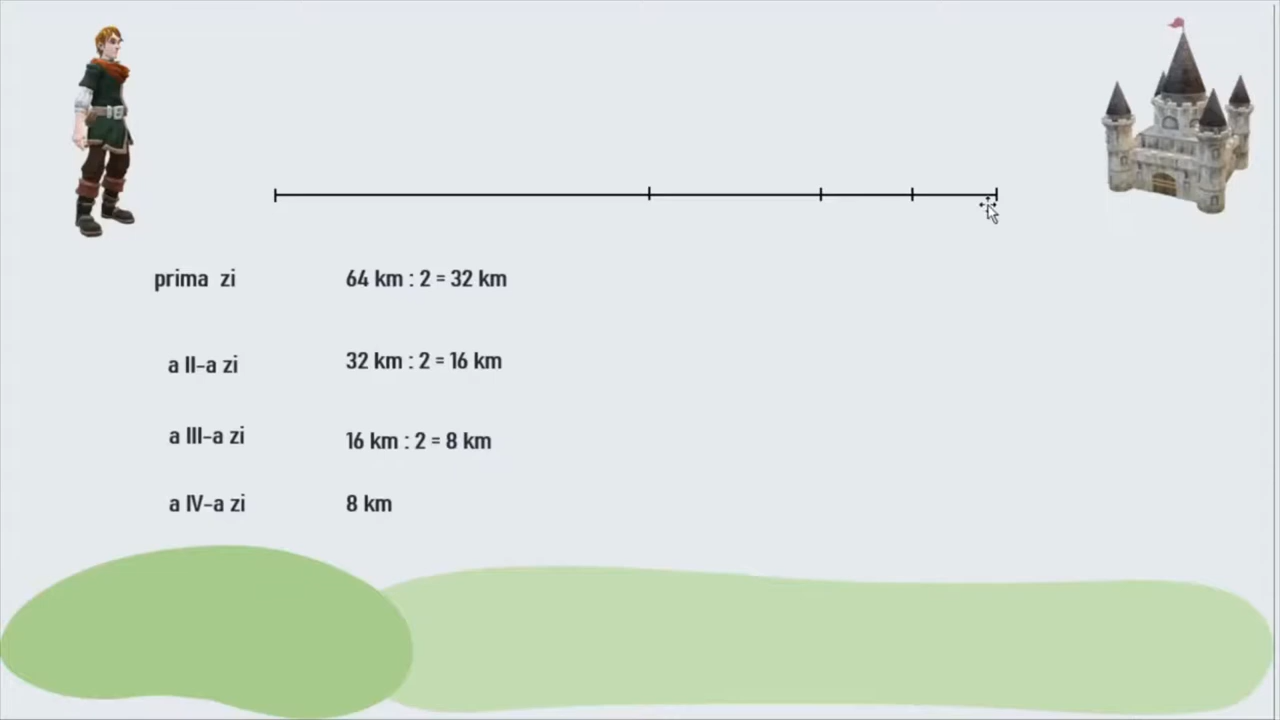 prima zi 64 km : 2 = 32 km
a II-a zi 32 km : 2 = 16 km
a III-a zi 16 km : 2 = 8 km
a IV-a zi 8 km